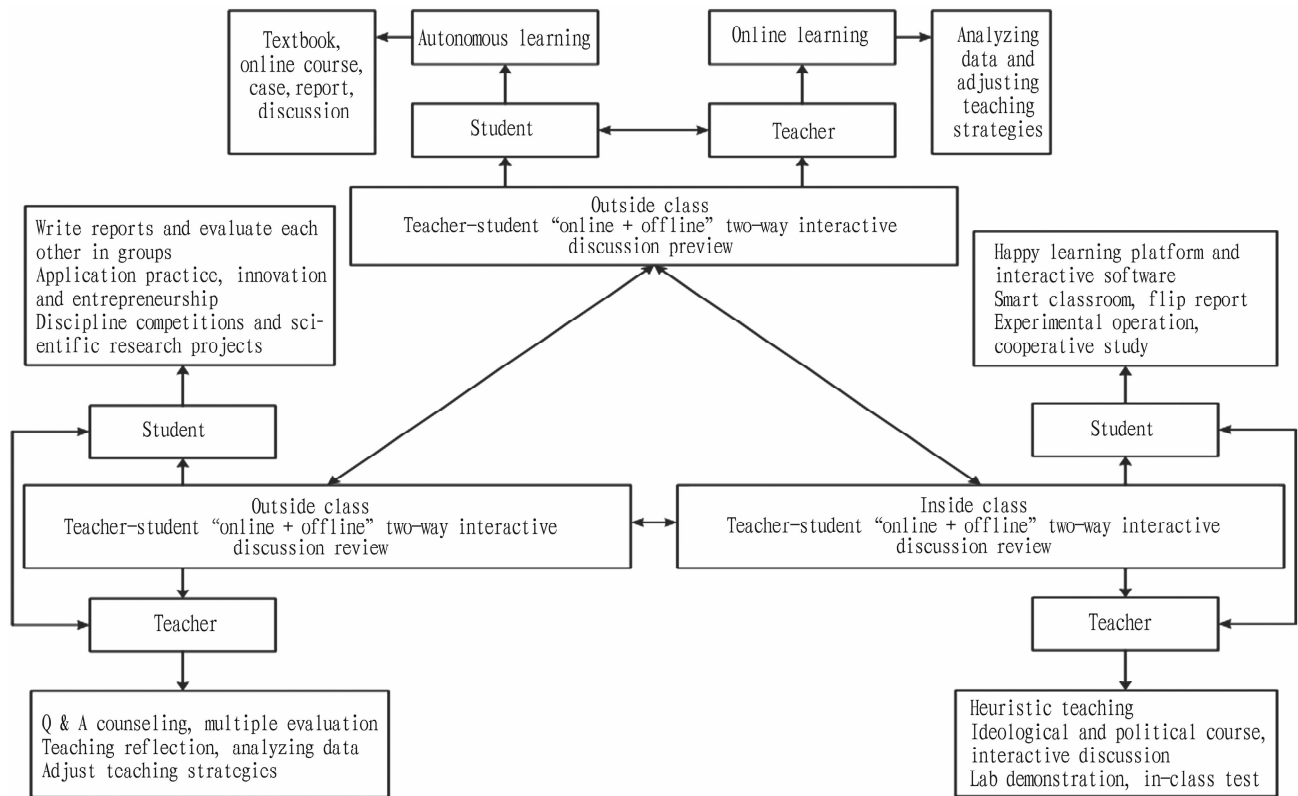 Textbook,
online course,
case, report,
discussion
Autonomous learning
Online learning
Analyzing
data and
adjusting
teaching
strategies
Student
Teacher
Outside class
Teacher-student “online + offline” two-way interactive
discussion preview
Write reports and evaluate each
other in groups
Application practice, innovation
and entrepreneurship
Discipline competitions and sci-
entific research projects
Happy learning platform and
interactive software
Smart classroom, flip report
Experimental operation,
cooperative study
Student
Student
Outside class
Teacher-student “online + offline” two-way interactive
discussion review
Inside class
Teacher-student “online + offline” two-way interactive
discussion review
Teacher
Teacher
Q & A counseling, multiple evaluation
Teaching reflection, analyzing data
Adjust teaching strategics
Heuristic teaching
Ideological and political course,
interactive discussion
Lab demonstration, in-class test